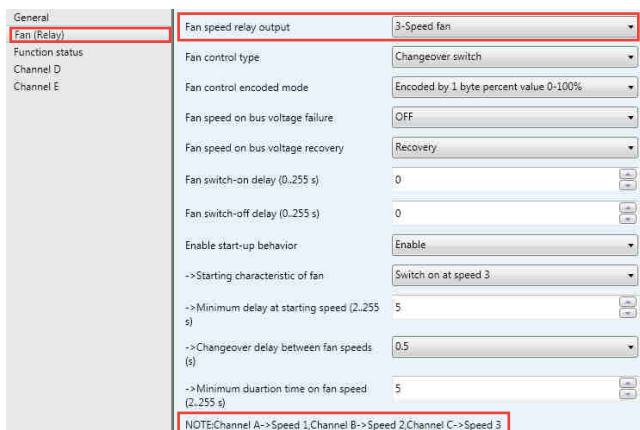 General
Fan (Relay)
Function status
Channel D
Channel E
Fan speed relay output 3-Speed fan
Fan control type Changeover switch
Fan control encoded mode Encoded by 1 byte percent value 0-100%
Fan speed on bus voltage failure OFF
Fan speed on bus voltage recovery Recovery
Fan switch-on delay (0..255 s) 0
Fan switch-off delay (0..255 s) 0
Enable start-up behavior Enable
->Starting characteristic of fan Switch on at speed 3
->Minimum delay at starting speed (2..255 5
s)
->Changeover delay between fan speeds 0.5
(s)
->Minimum duartion time on fan speed 5
(2..255 s)
NOTE:Channel A->Speed 1,Channel B->Speed 2,Channel C->Speed 3